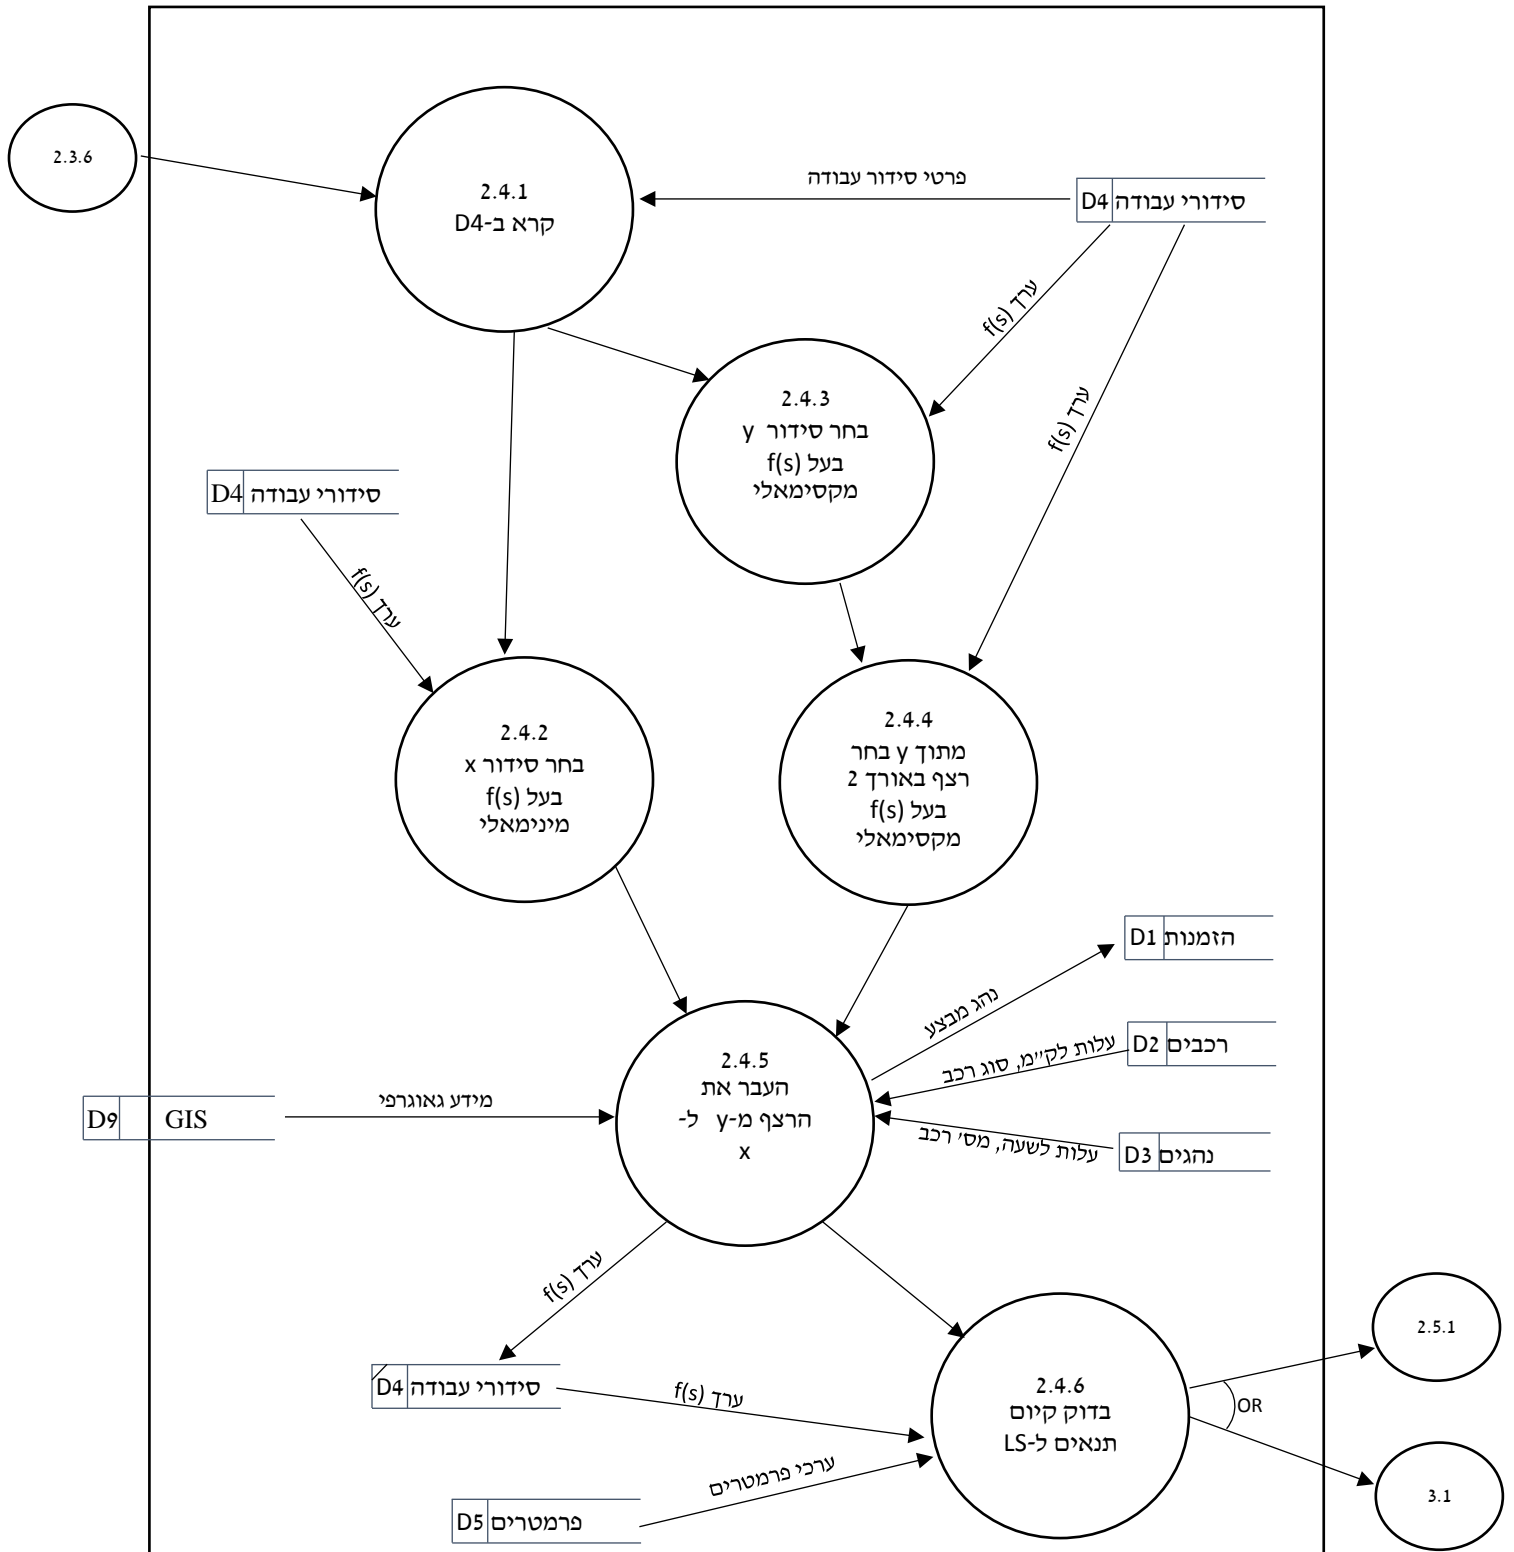 2.3.6
2.4.1
קרא ב-D4
פרטי סידור עבודה
D4 סידורי עבודה
ערך f(s)
ערך f(s)
2.4.3
בחר סידור y
בעל f(s)
מקסימאלי
D4 סידורי עבודה
ערך f(s)
2.4.2
בחר סידור x
בעל f(s)
מינימאלי
2.4.4
מתוך y בחר
רצף באורך 2
בעל f(s)
מקסימאלי
D1 הזמנות
נהג מבצע
D2 רכבים
עלות לק"מ, סוג רכב
D3 נהגים
עלות לשעה, מס' רכב
2.4.5
העבר את
הרצף מ-y ל-
x
D9 GIS
מידע גאוגרפי
ערך f(s)
D4 סידורי עבודה
ערך f(s)
D5 פרמטרים
ערכי פרמטרים
2.4.6
בדוק קיום
תנאים ל-LS
OR
2.5.1
3.1